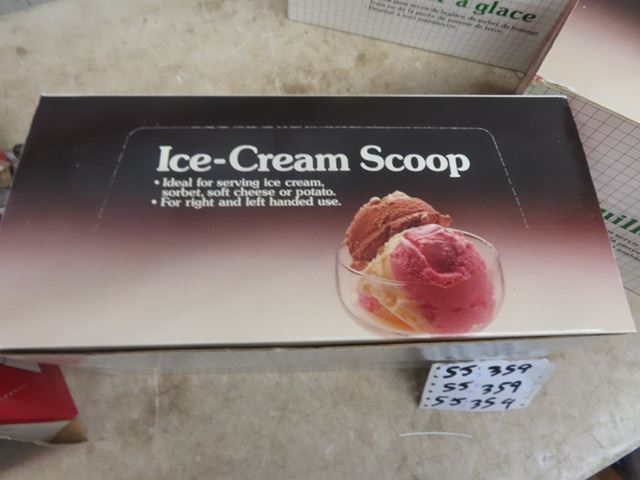 à glace
Ice-Cream Scoop
• Ideal for serving ice cream,
sorbet, soft cheese or potato.
• For right and left handed use.
55 359
55 359
55 359